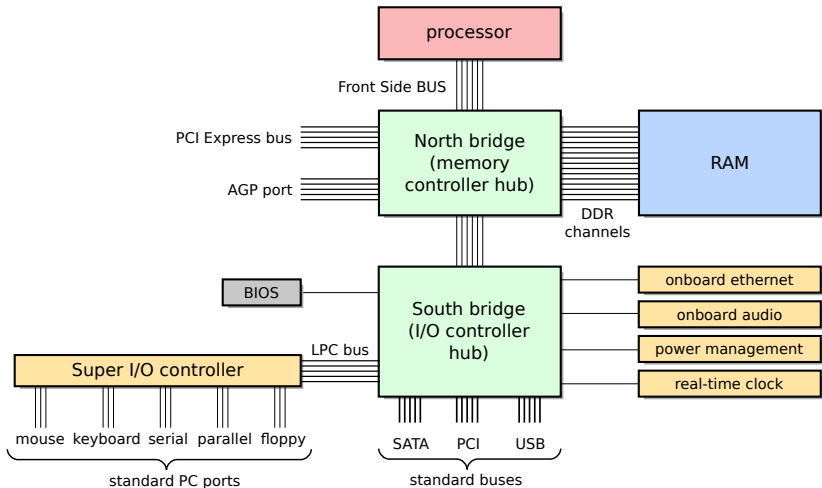 processor
Front Side BUS
PCI Express bus
AGP port
North bridge
(memory
controller hub)
RAM
DDR
channels
BIOS
South bridge
(I/O controller
hub)
onboard ethernet
onboard audio
power management
real-time clock
LPC bus
Super I/O controller
mouse keyboard serial parallel floppy
standard PC ports
SATA PCI USB
standard buses